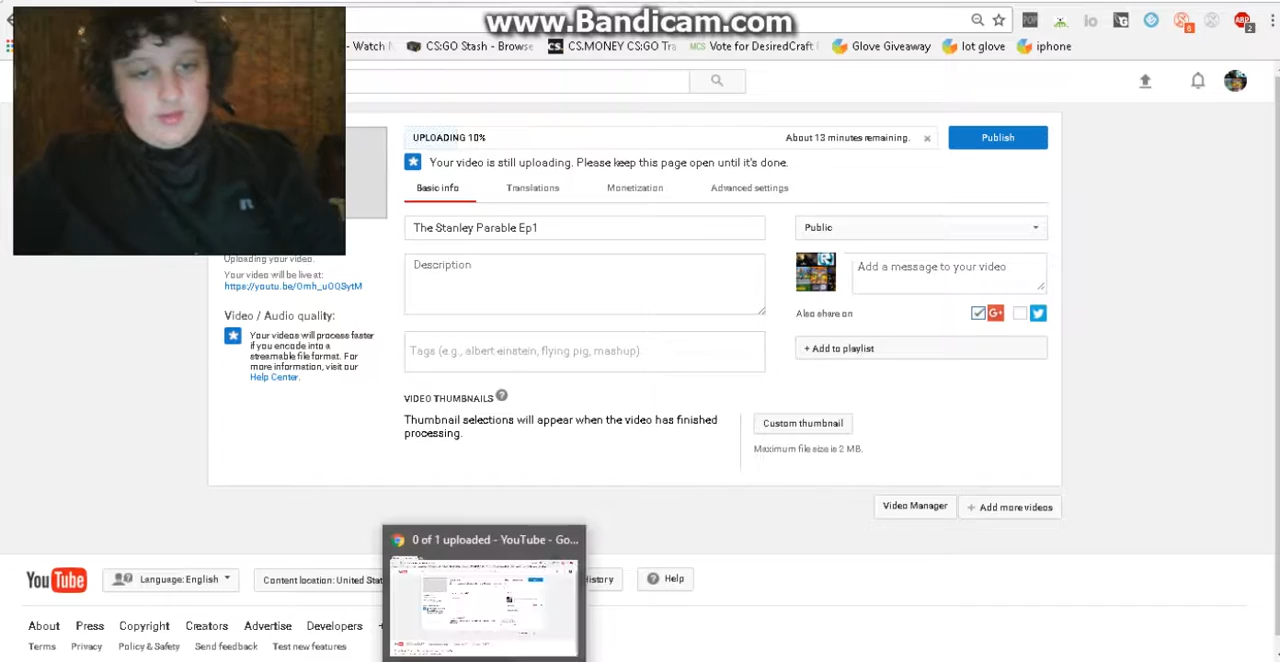 www.Bandicam.com
Watch
CS:GO Stash - Browse
CS.MONEY CS:GO Tra
MCS Vote for DesiredCraft
Glove Giveaway
lot glove
iphone
UPLOADING 10%
About 13 minutes remaining.
Publish
Your video is still uploading. Please keep this page open until it's done.
Basic info
Translations
Monetization
Advanced settings
The Stanley Parable Ep1
Public
Description
Add a message to your video
Uploading your video.
Your video will be live at:
Also share on
Video / Audio quality:
Your videos will process faster
if you encode into a
streamable file format. For
more information, visit our
Help Center.
Tags (e.g., albert einstein, flying pig, mashup)
+ Add to playlist
VIDEO THUMBNAILS
Thumbnail selections will appear when the video has finished
processing.
Custom thumbnail
Maximum file size is 2 MB.
Video Manager
+ Add more videos
0 of 1 uploaded - YouTube - Go...
YouTube
Language: English
Content location: United Stat
History
Help
About
Press
Copyright
Creators
Advertise
Developers
Terms
Privacy
Policy & Safety
Send feedback
Test new features